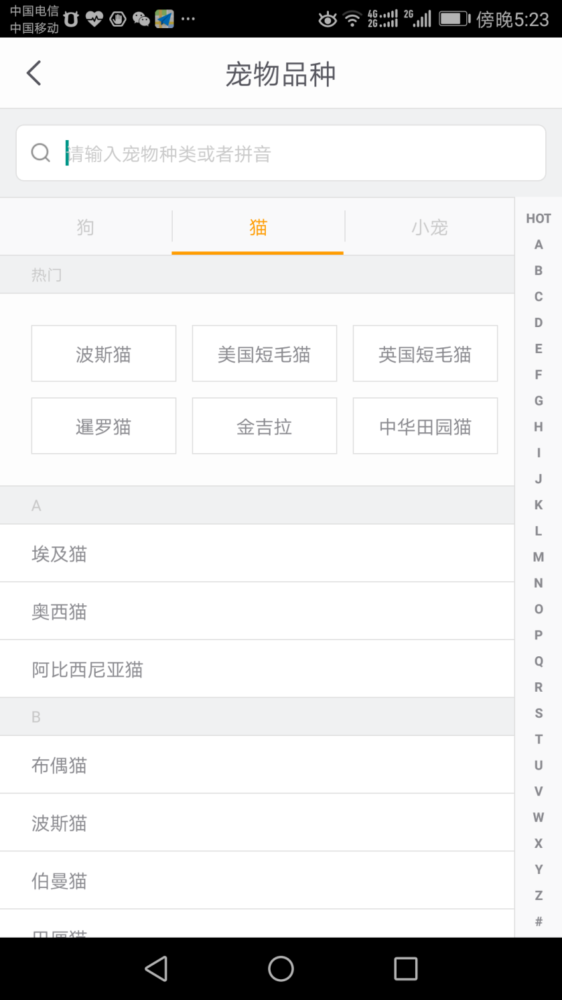 中国电信
中国移动
4G 2G 2G 傍晚5:23
宠物品种
请输入宠物种类或者拼音
狗 猫 小宠
热门
波斯猫 美国短毛猫 英国短毛猫
暹罗猫 金吉拉 中华田园猫
A
埃及猫
奥西猫
阿比西尼亚猫
B
布偶猫
波斯猫
伯曼猫
HOT
A
B
C
D
E
F
G
H
I
J
K
L
M
N
O
P
Q
R
S
T
U
V
W
X
Y
Z
#